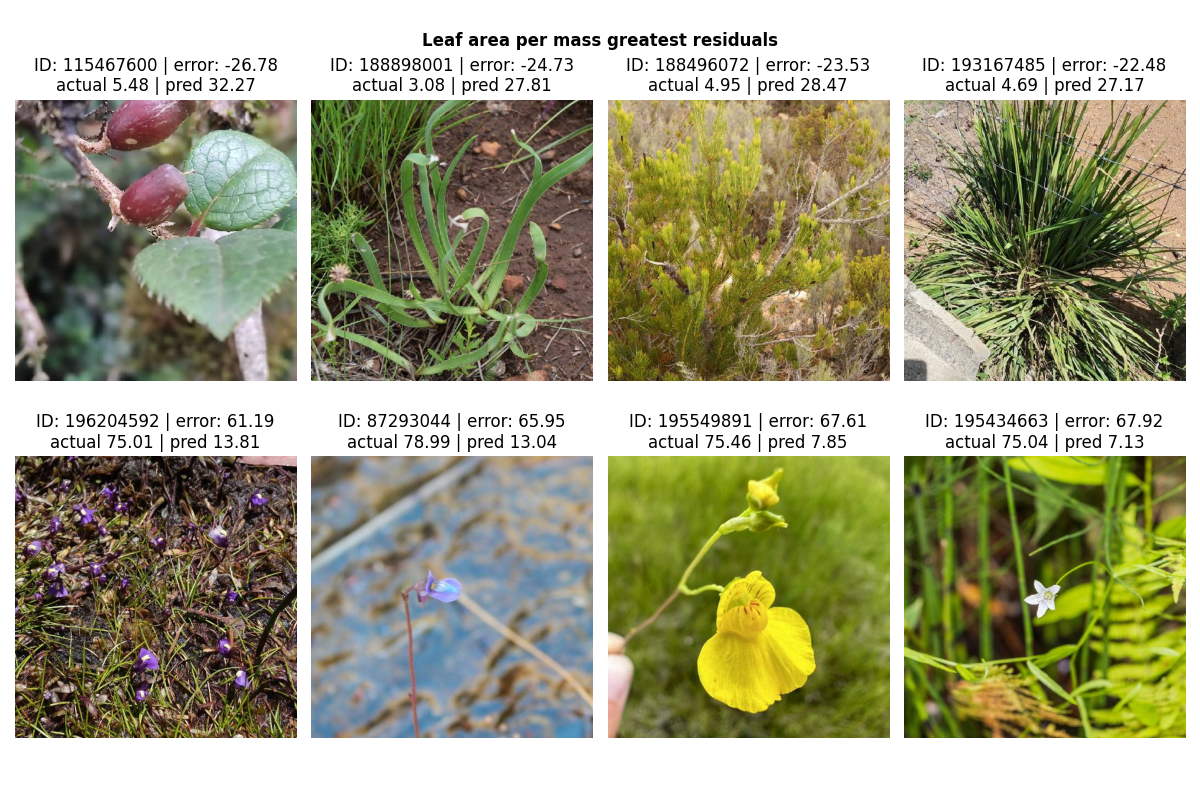 Leaf area per mass greatest residuals
ID: 115467600 | error: -26.78
actual 5.48 | pred 32.27
ID: 188898001 | error: -24.73
actual 3.08 | pred 27.81
ID: 188496072 | error: -23.53
actual 4.95 | pred 28.47
ID: 193167485 | error: -22.48
actual 4.69 | pred 27.17
ID: 196204592 | error: 61.19
actual 75.01 | pred 13.81
ID: 87293044 | error: 65.95
actual 78.99 | pred 13.04
ID: 195549891 | error: 67.61
actual 75.46 | pred 7.85
ID: 195434663 | error: 67.92
actual 75.04 | pred 7.13